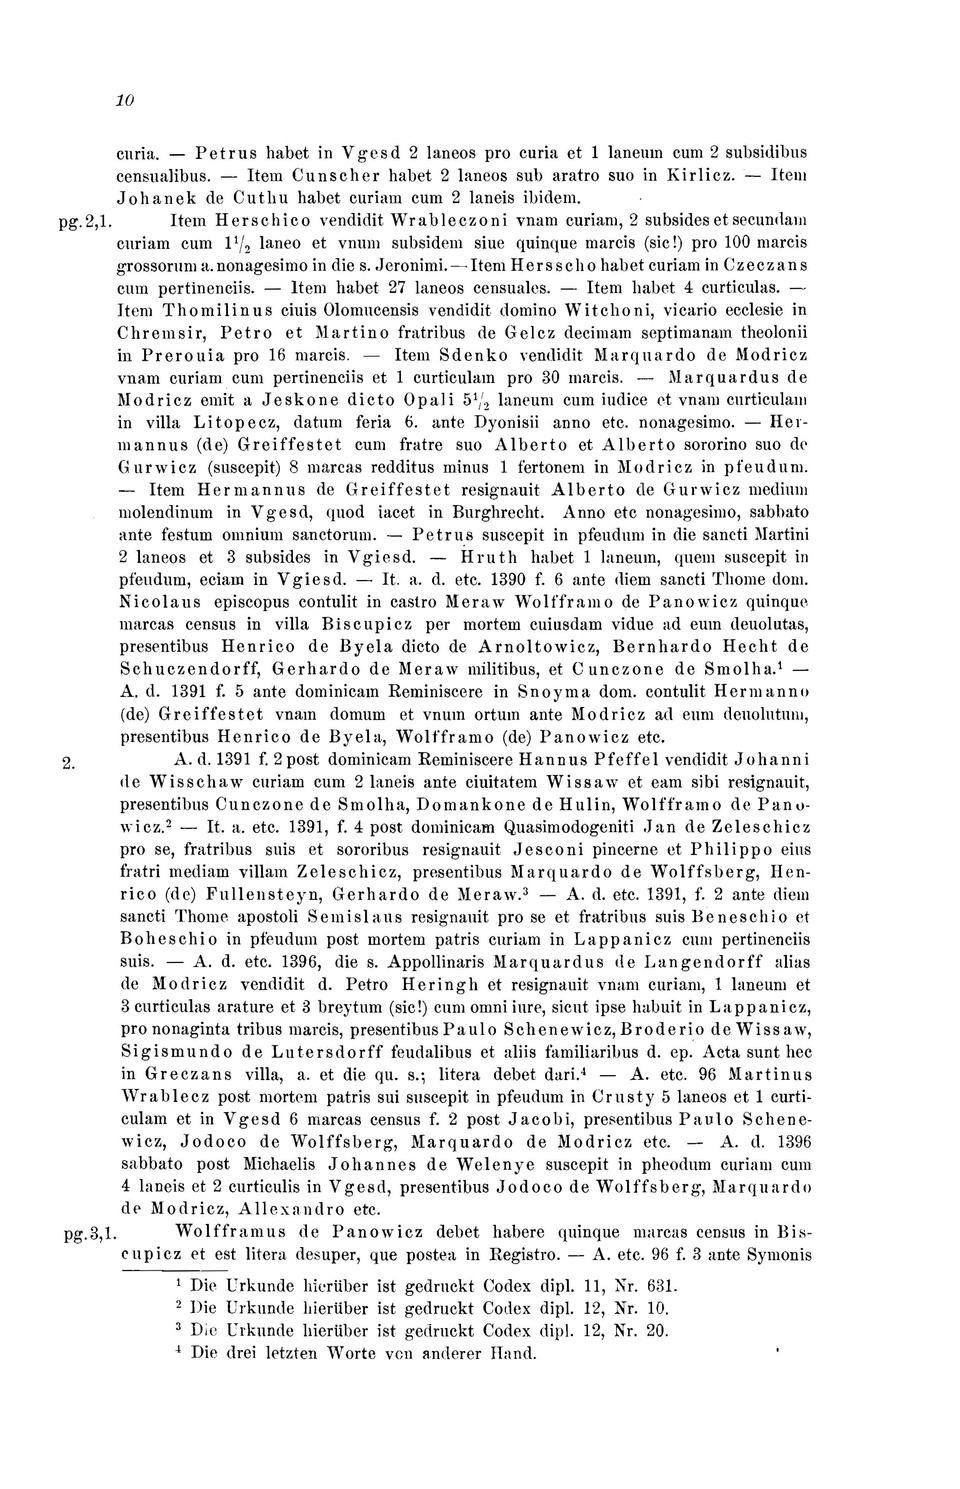 10
curia. — Petrus habet in Vgesd 2 laneos pro curia et 1 laneum cum 2 subsidibus
censualibus. — Item Cunscher habet 2 laneos sub aratro suo in Kirlicz. — Item
Johanek de Cuthu habet curiam cum 2 laneis ibidem.
pg. 2,1. Item Herschico vendidit Wrableczoni vnam curiam, 2 subsides et secundam
curiam cum 1 1/2 laneo et vnum subsidem siue quinque marcis (sic!) pro 100 marcis
grossorum a. nonagesimo in die s. Jeronimi. — Item Hersscho habet curiam in Czeczans
cum pertinenciis. — Item habet 27 laneos censuales. — Item habet 4 curticulas. —
Item Thomilinus ciuis Olomucensis vendidit domino Witchoni, vicario ecclesie in
Chremsir, Petro et Martino fratribus de Gelcz decimam septimanam theolonii
in Prerouia pro 16 marcis. — Item Sdenko vendidit Marquardo de Modricz
vnam curiam cum pertinenciis et 1 curticulam pro 30 marcis. — Marquardus de
Modricz emit a Jeskone dicto Opali 5 1/2 laneum cum iudice et vnam curticulam
in villa Litopecz, datum feria 6. ante Dyonisii anno etc. nonagesimo. — Her-
mannus (de) Greiffestet cum fratre suo Alberto et Alberto sororino suo de
Gurwicz (suscepit) 8 marcas redditus minus 1 fertonem in Modricz in pfeudum.
— Item Hermannus de Greiffestet resignauit Alberto de Gurwicz medium
molendinum in Vgesd, quod iacet in Burghrecht. Anno etc nonagesimo, sabbato
ante festum omnium sanctorum. — Petrus suscepit in pfeudum in die sancti Martini
2 laneos et 3 subsides in Vgiesd. — Hruth habet 1 laneum, quem suscepit in
pfeudum, eciam in Vgiesd. — It. a. d. etc. 1390 f. 6 ante diem sancti Thome dom.
Nicolaus episcopus contulit in castro Meraw Wolfframo de Panowicz quinque
marcas census in villa Biscupicz per mortem cuiusdam vidue ad eum deuolutas,
presentibus Henrico de Byela dicto de Arnoltowicz, Bernhardo Hecht de
Schuczendorff, Gerhardo de Meraw militibus, et Cunczone de Smolha.¹ —
A. d. 1391 f. 5 ante dominicam Reminiscere in Snoyma dom. contulit Hermanno
(de) Greiffestet vnam domum et vnum ortum ante Modricz ad eum deuolutum,
presentibus Henrico de Byela, Wolfframo (de) Panowicz etc.
2. A. d. 1391 f. 2 post dominicam Reminiscere Hannus Pfeffel vendidit Johanni
de Wisschaw curiam cum 2 laneis ante ciuitatem Wissaw et eam sibi resignauit,
presentibus Cunczone de Smolha, Domankone de Hulin, Wolfframo de Pano-
wicz.² — It. a. etc. 1391, f. 4 post dominicam Quasimodogeniti Jan de Zeleschicz
pro se, fratribus suis et sororibus resignauit Jesconi pincerne et Philippo eius
fratri mediam villam Zeleschicz, presentibus Marquardo de Wolffsberg, Hen-
rico (de) Fullensteyn, Gerhardo de Meraw.³ — A. d. etc. 1391, f. 2 ante diem
sancti Thome apostoli Semislaus resignauit pro se et fratribus suis Beneschio et
Boheschio in pfeudum post mortem patris curiam in Lappanicz cum pertinenciis
suis. — A. d. etc. 1396, die s. Appollinaris Marquardus de Langendorff alias
de Modricz vendidit d. Petro Heringh et resignauit vnam curiam, 1 laneum et
3 curticulas arature et 3 breytum (sic!) cum omni iure, sicut ipse habuit in Lappanicz,
pro nonaginta tribus marcis, presentibus Paulo Schenewicz, Broderio de Wissaw,
Sigismundo de Lutersdorff feudalibus et aliis familiaribus d. ep. Acta sunt hec
in Greczans villa, a. et die qu. s.; litera debet dari.⁴ — A. etc. 96 Martinus
Wrablecz post mortem patris sui suscepit in pfeudum in Crusty 5 laneos et 1 curti-
culam et in Vgesd 6 marcas census f. 2 post Jacobi, presentibus Paulo Schene-
wicz, Jodoco de Wolffsberg, Marquardo de Modricz etc. — A. d. 1396
sabbato post Michaelis Johannes de Welenye suscepit in pheodum curiam cum
4 laneis et 2 curticulis in Vgesd, presentibus Jodoco de Wolffsberg, Marquardo
de Modricz, Allexandro etc.
pg. 3,1. Wolfframus de Panowicz debet habere quinque marcas census in Bis-
cupicz et est litera desuper, que postea in Registro. — A. etc. 96 f. 3 ante Symonis
¹ Die Urkunde hierüber ist gedruckt Codex dipl. 11, Nr. 631.
² Die Urkunde hierüber ist gedruckt Codex dipl. 12, Nr. 10.
³ Die Urkunde hierüber ist gedruckt Codex dipl. 12, Nr. 20.
⁴ Die drei letzten Worte von anderer Hand.